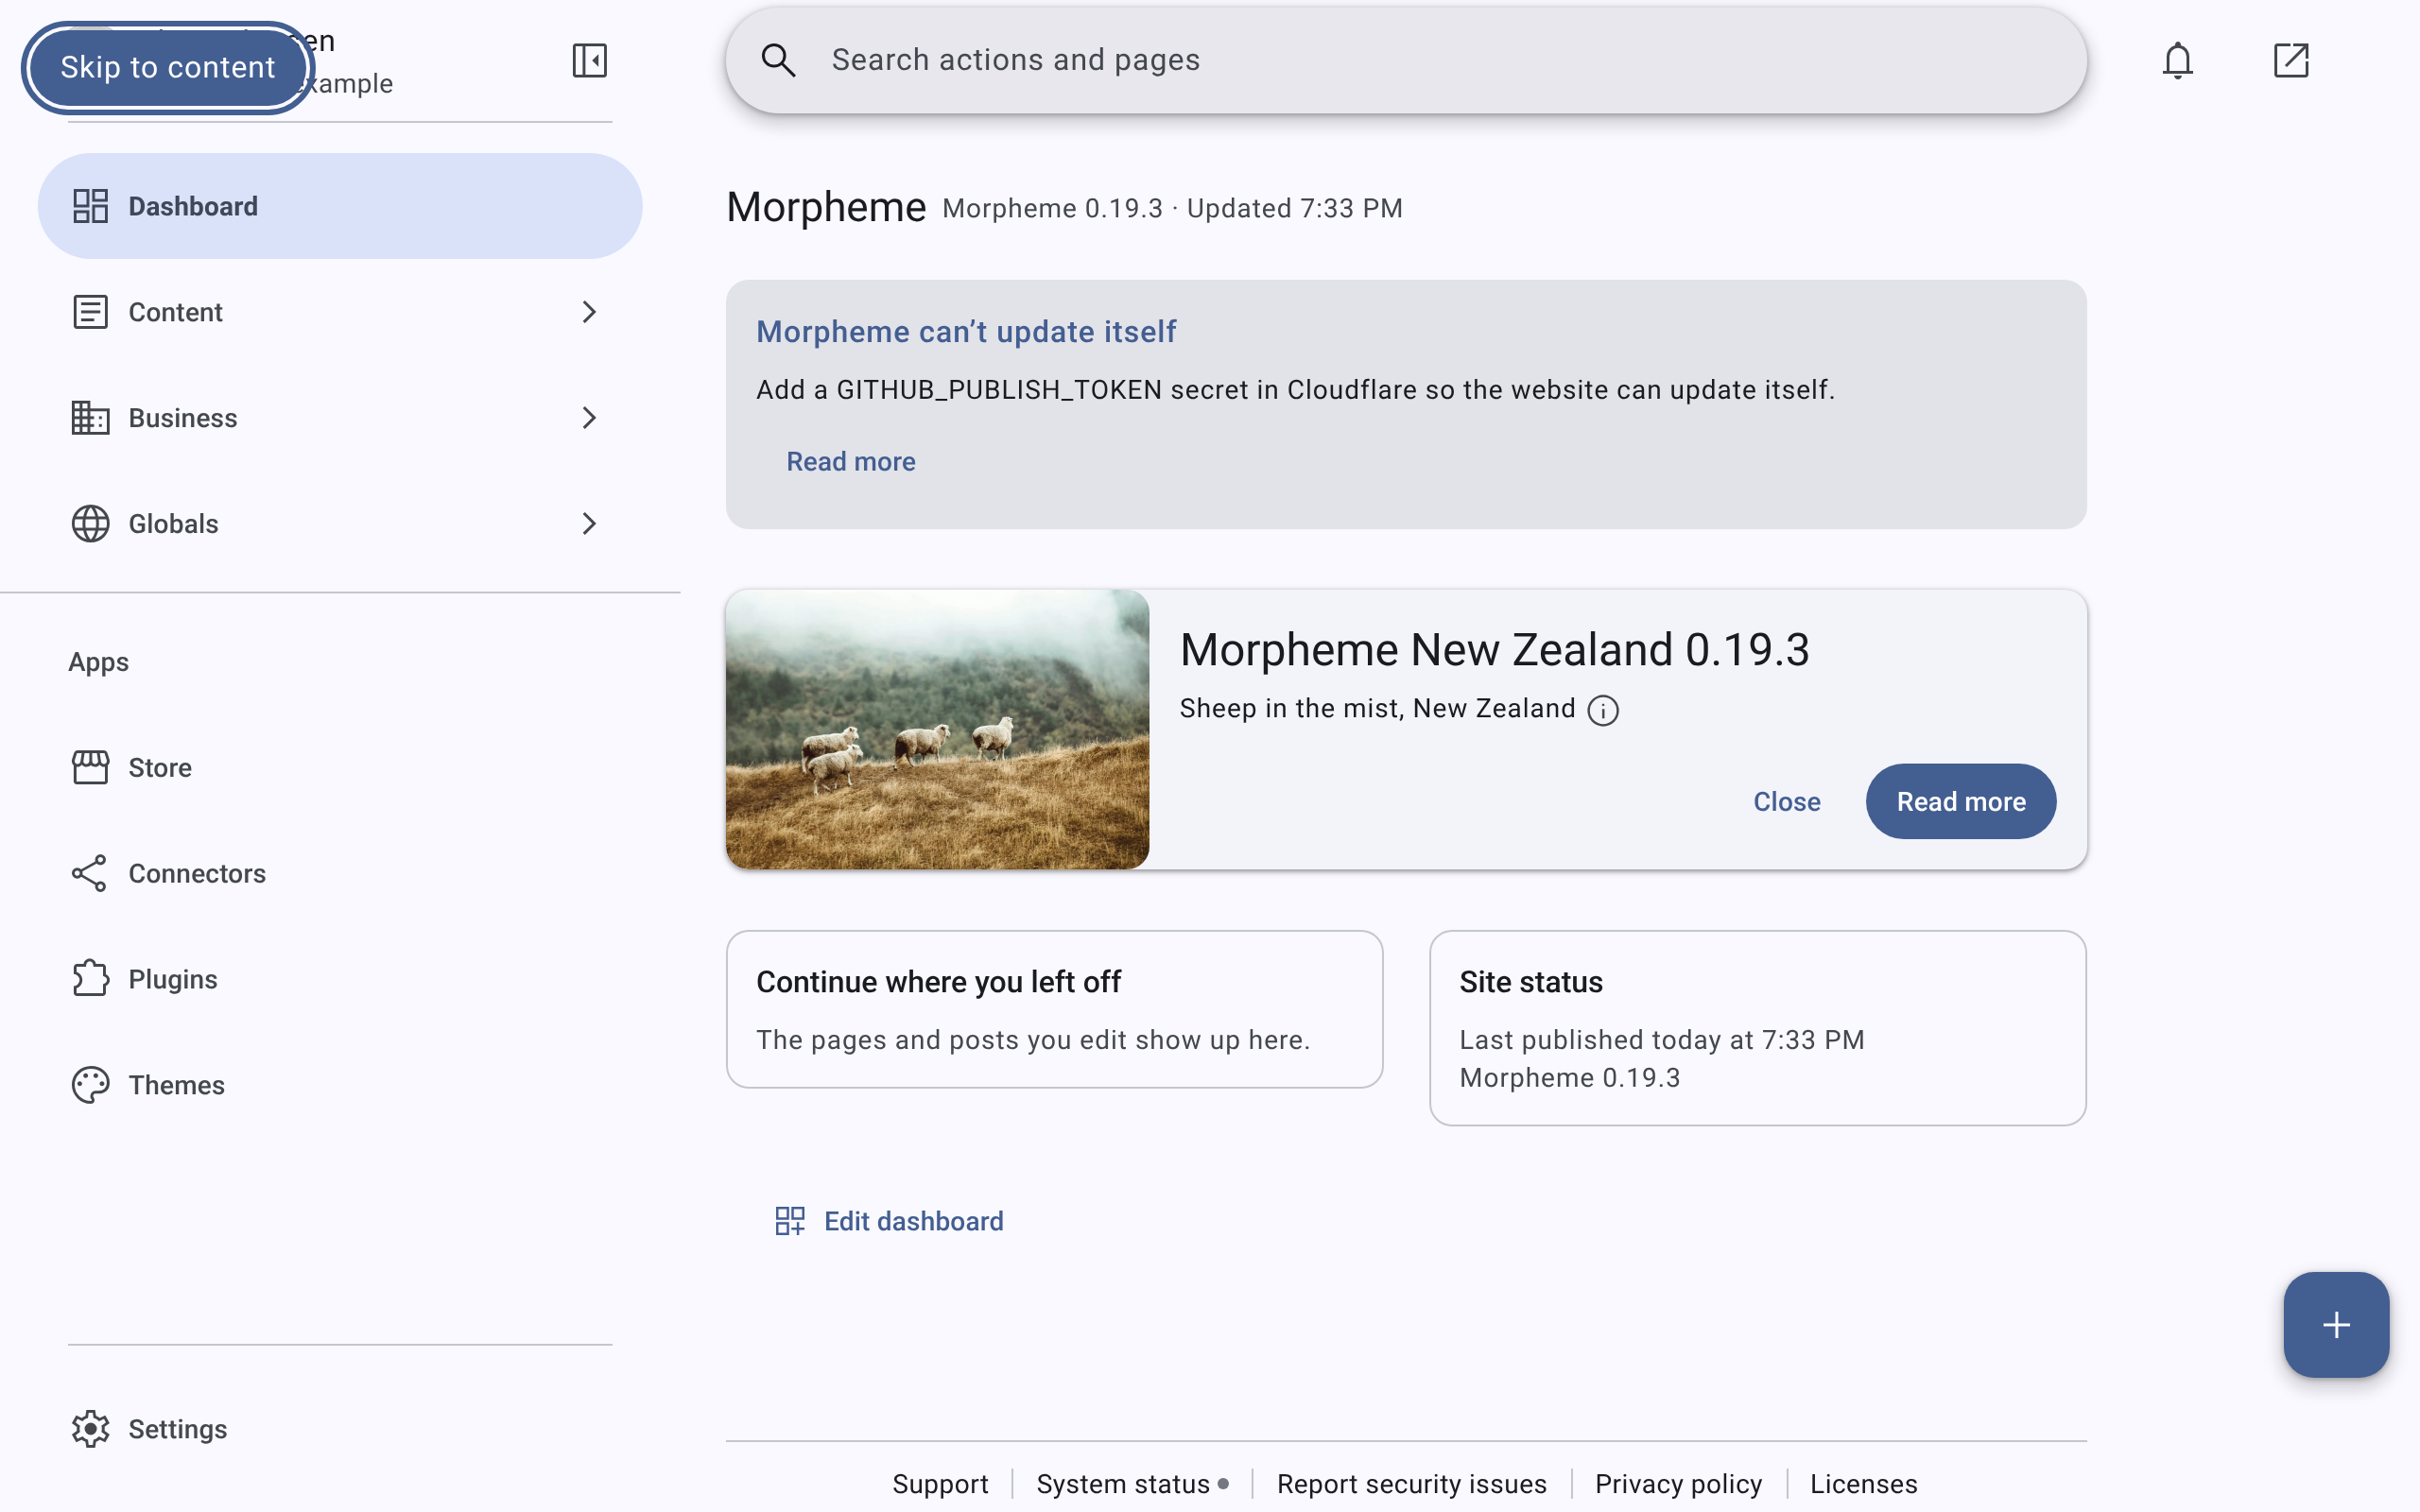 Skip to content
Search actions and pages
Dashboard
Content
Business
Globals
Apps
Store
Connectors
Plugins
Themes
Settings
Morpheme Morpheme 0.19.3 · Updated 7:33 PM
Morpheme can’t update itself
Add a GITHUB_PUBLISH_TOKEN secret in Cloudflare so the website can update itself.
Read more
Morpheme New Zealand 0.19.3
Sheep in the mist, New Zealand
Close Read more
Continue where you left off
The pages and posts you edit show up here.
Site status
Last published today at 7:33 PM
Morpheme 0.19.3
Edit dashboard
Support System status Report security issues Privacy policy Licenses